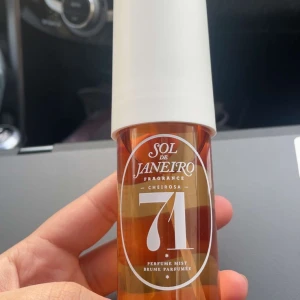 SOL
DE
JANEIRO
FRAGRANCE
CHEIROSA
71
PERFUME MIST
BRUME PARFUMÉE